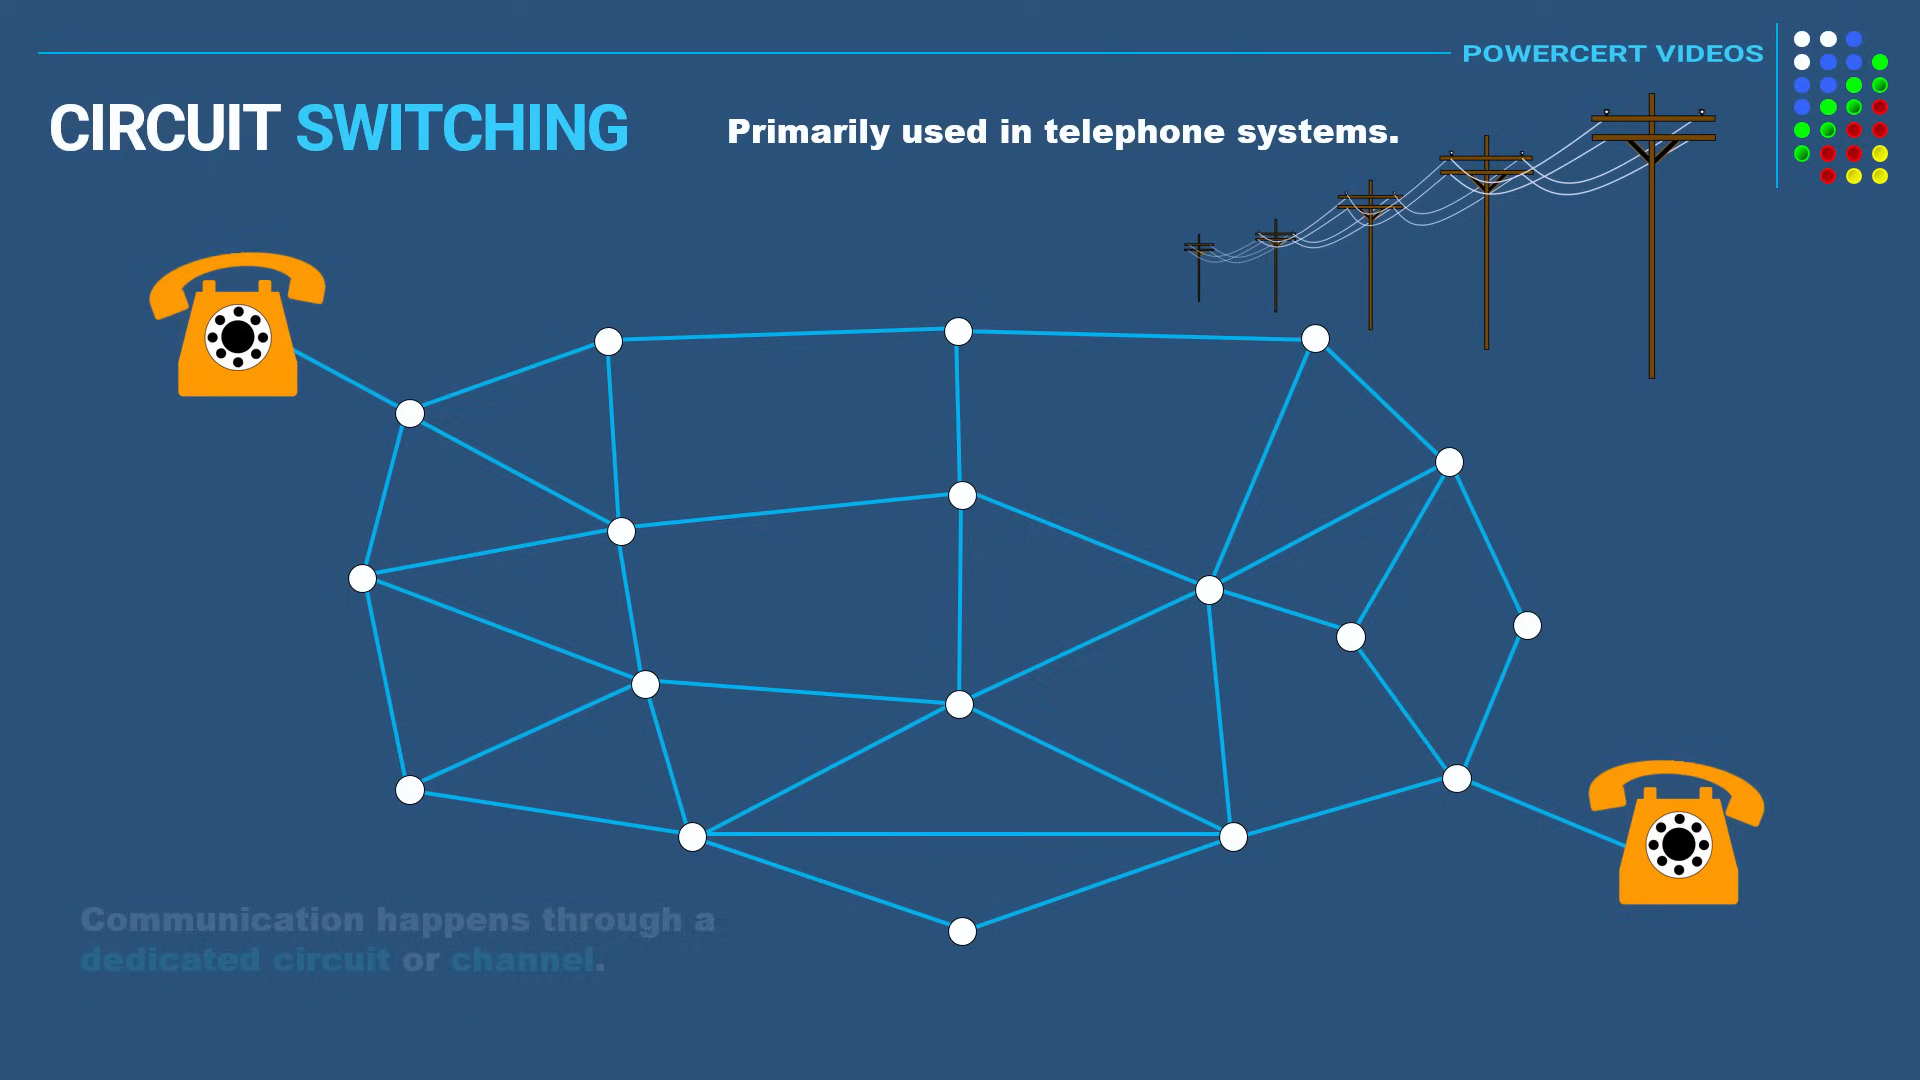 POWERCERT VIDEOS
CIRCUIT SWITCHING
Primarily used in telephone systems.
Communication happens through a
dedicated circuit or channel.